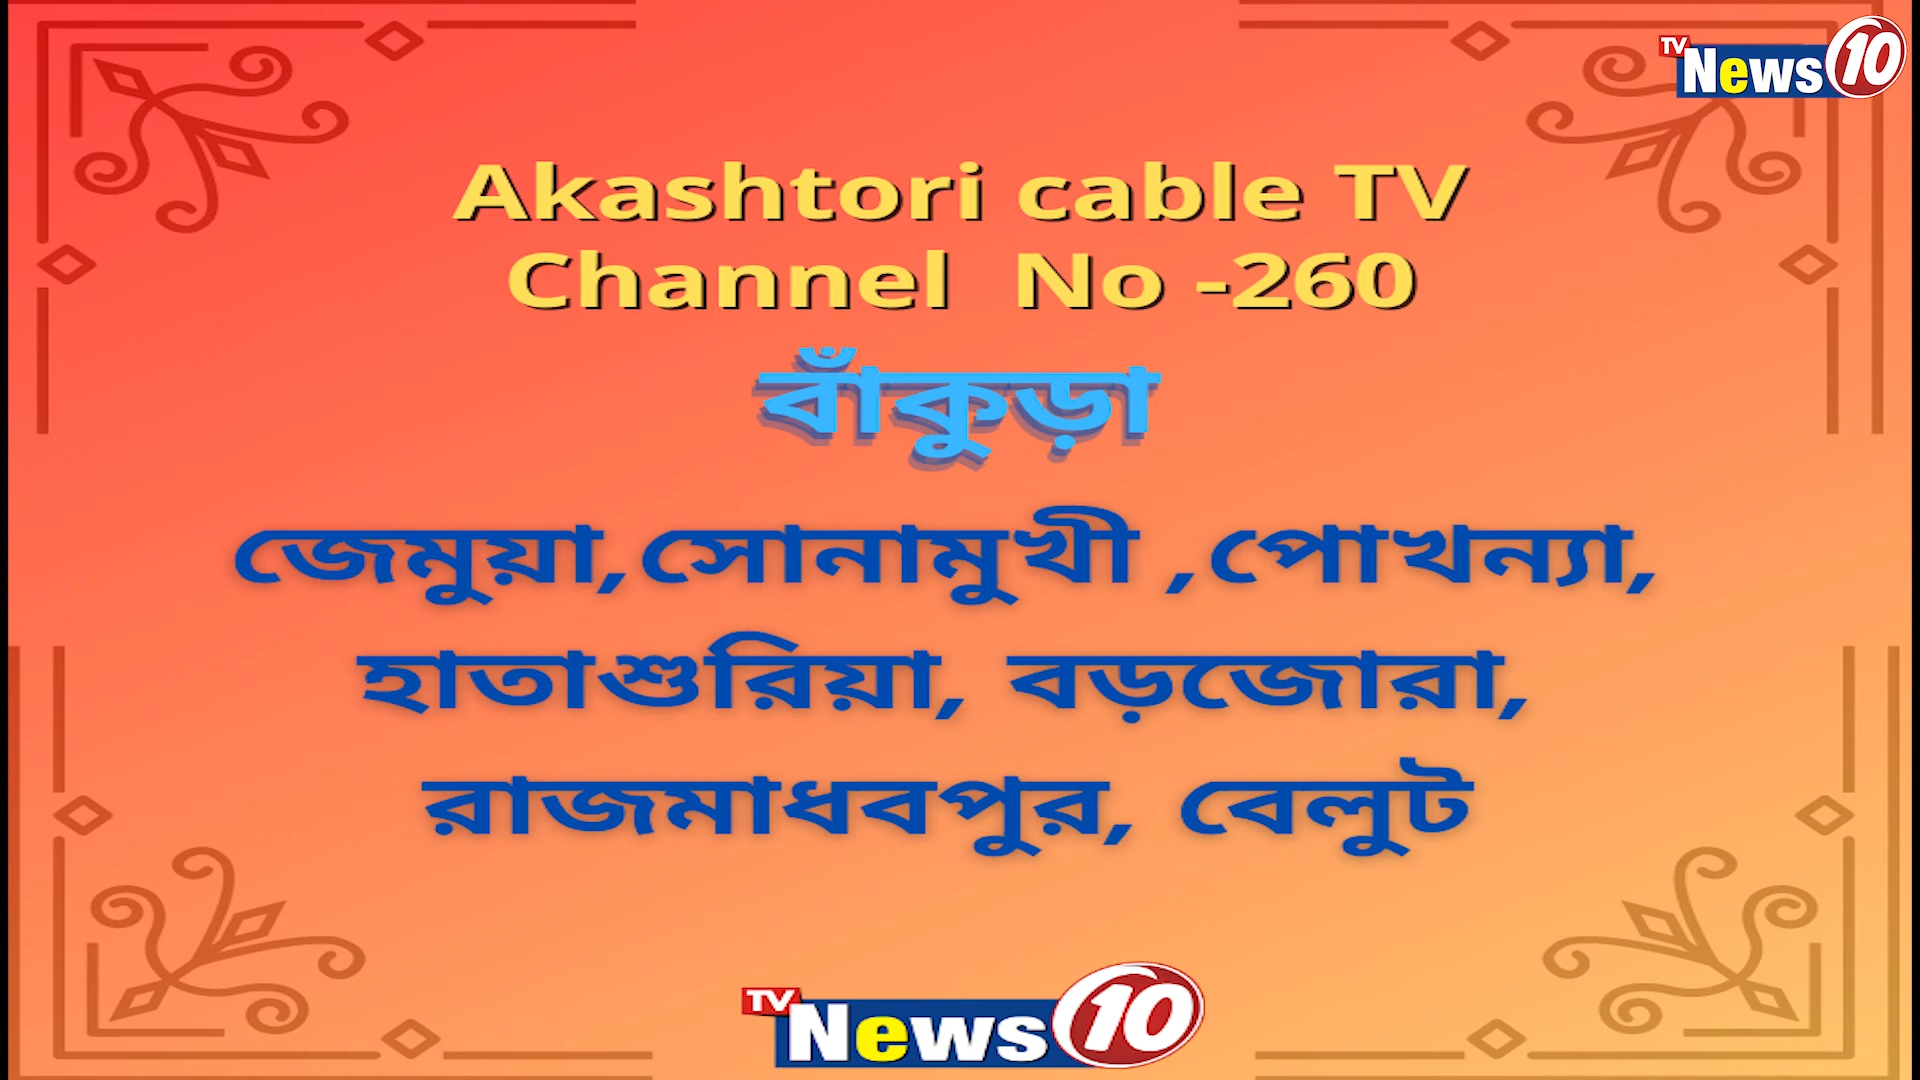 TV News 10
Akashtori cable TV
Channel No -260
বাঁকুড়া
জেমুয়া,সোনামুখী ,পোখন্যা,
হাতাশুরিয়া, বড়জোরা,
রাজমাধবপুর, বেলুট
TV News 10